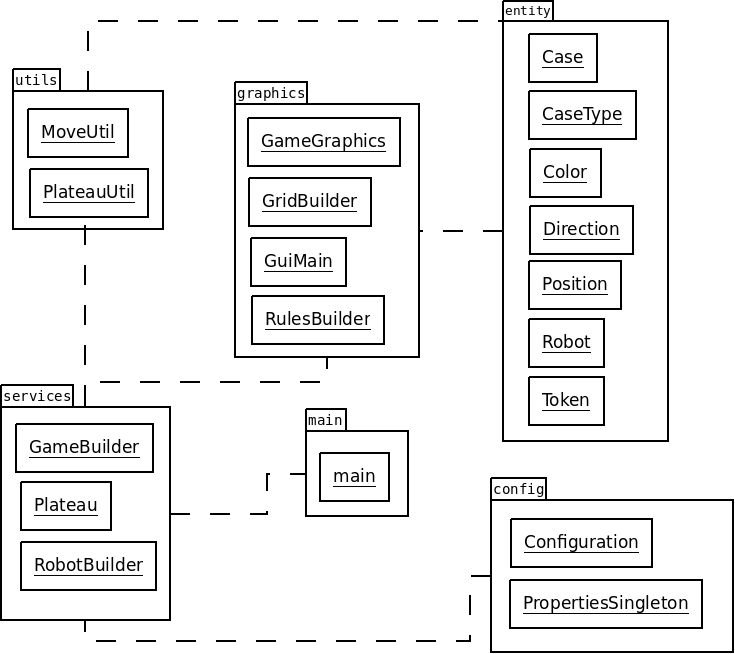 entity
Case
CaseType
Color
Direction
Position
Robot
Token
utils
MoveUtil
PlateauUtil
graphics
GameGraphics
GridBuilder
GuiMain
RulesBuilder
services
GameBuilder
Plateau
RobotBuilder
main
main
config
Configuration
PropertiesSingleton